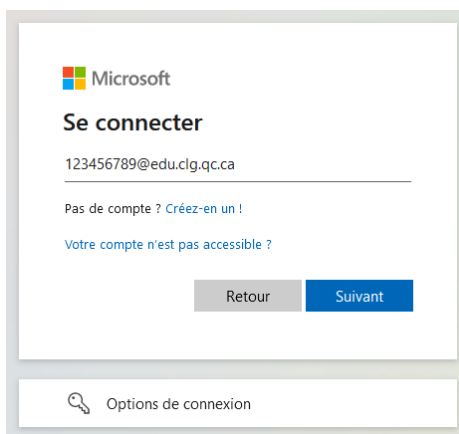 Microsoft
Se connecter
123456789@edu.clg.qc.ca
Pas de compte ? Créez-en un !
Votre compte n'est pas accessible ?
Retour Suivant
Options de connexion